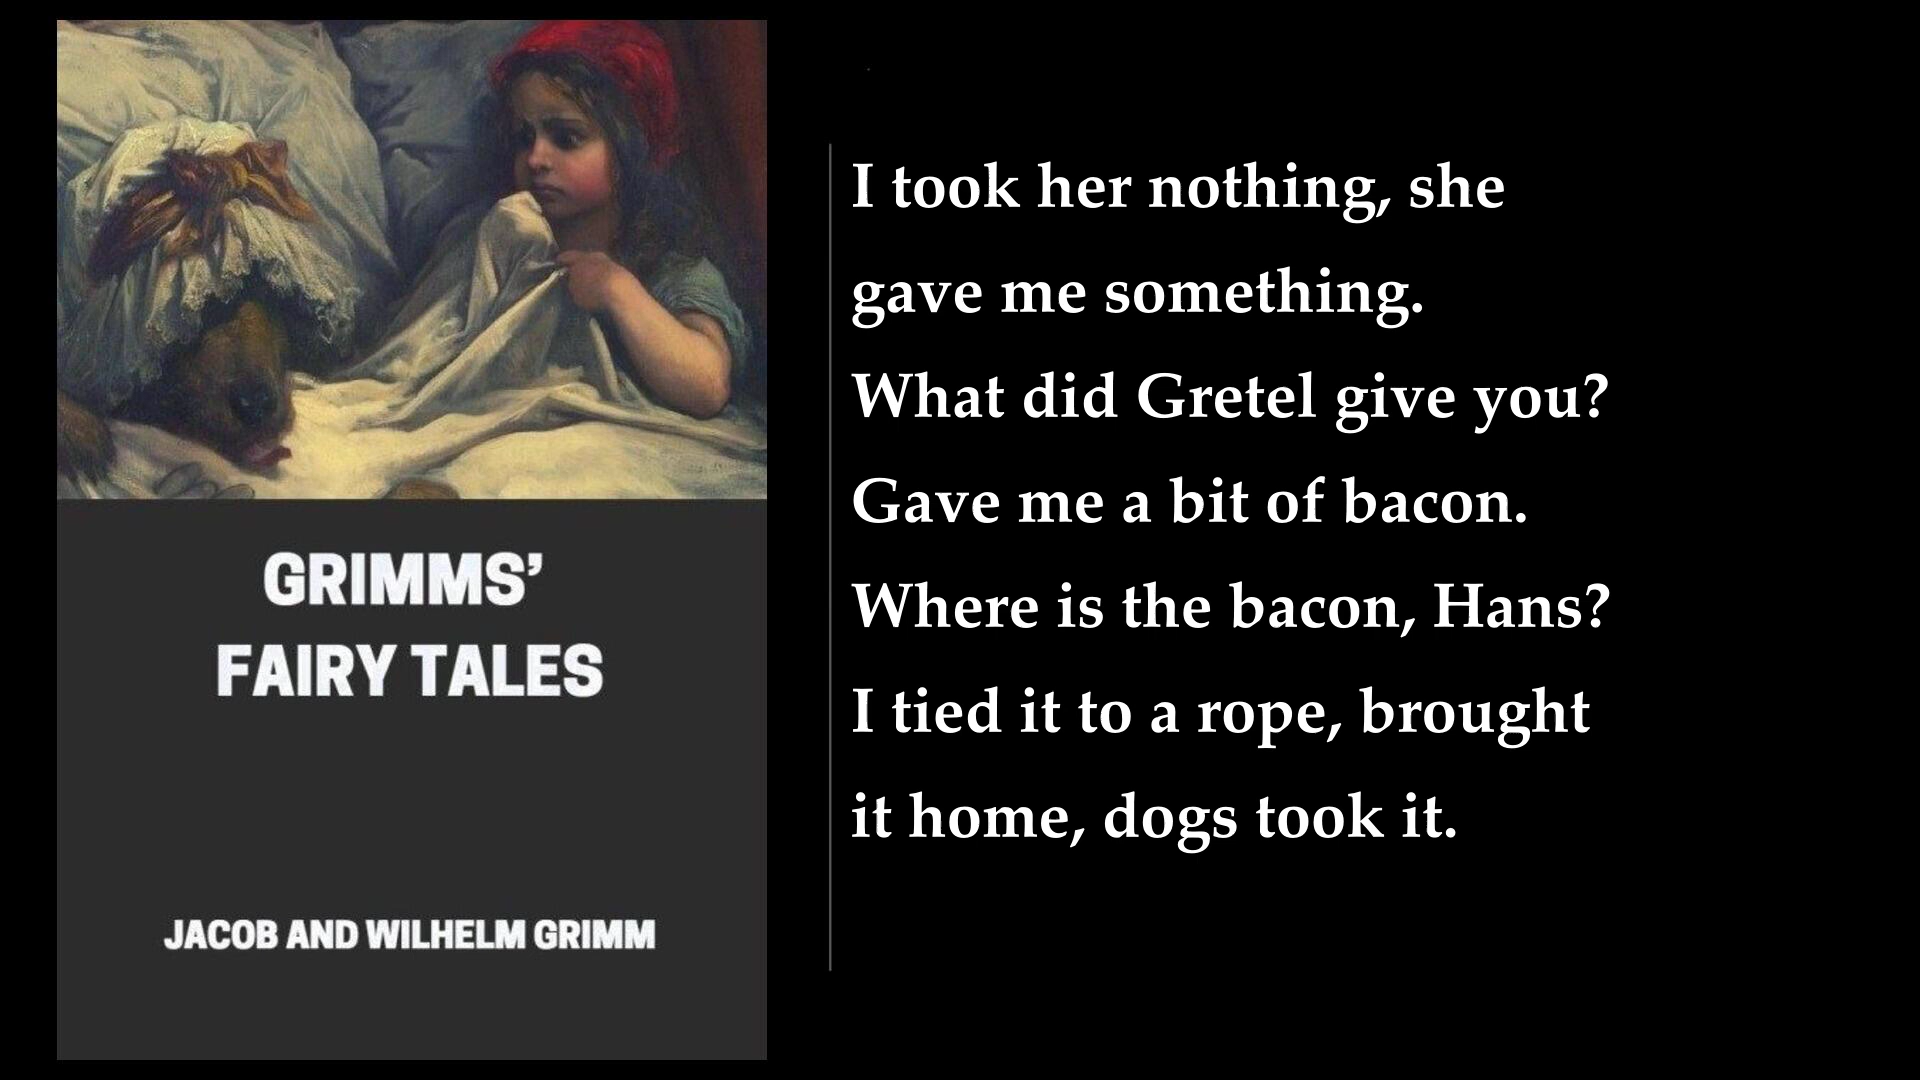 GRIMMS’
FAIRY TALES
JACOB AND WILHELM GRIMM
I took her nothing, she
gave me something.
What did Gretel give you?
Gave me a bit of bacon.
Where is the bacon, Hans?
I tied it to a rope, brought
it home, dogs took it.